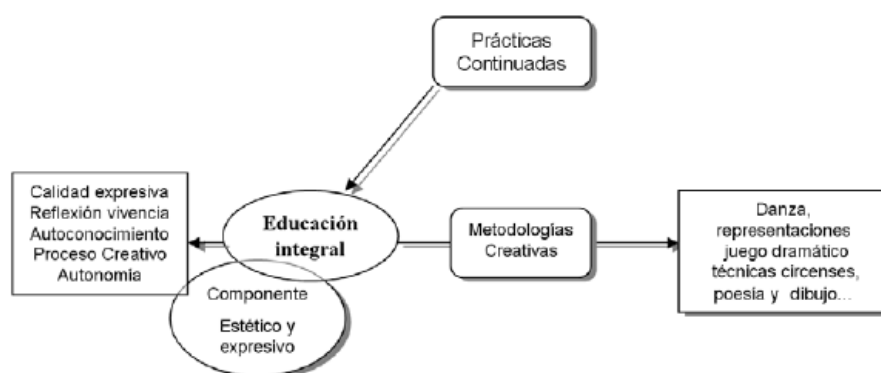 Prácticas
Continuadas
Calidad expresiva
Reflexión vivencia
Autoconocimiento
Proceso Creativo
Autonomía
Educación
integral
Metodologías
Creativas
Danza,
representaciones
juego dramático
técnicas circenses,
poesía y dibujo...
Componente
Estético y
expresivo